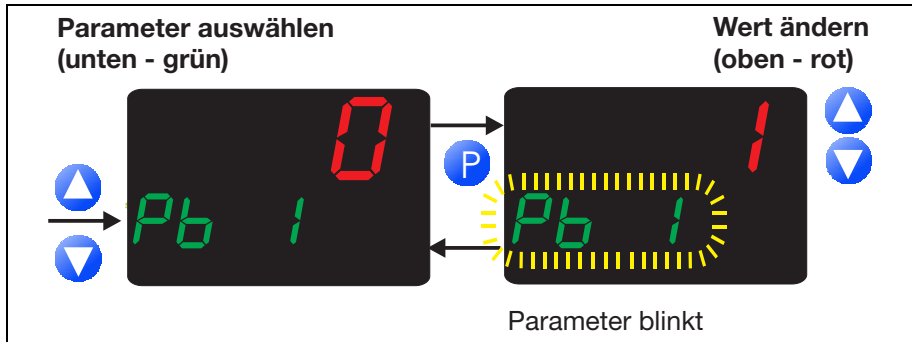 Parameter auswählen
(unten - grün)
Wert ändern
(oben - rot)
0
Pb 1
P
1
Pb 1
Parameter blinkt